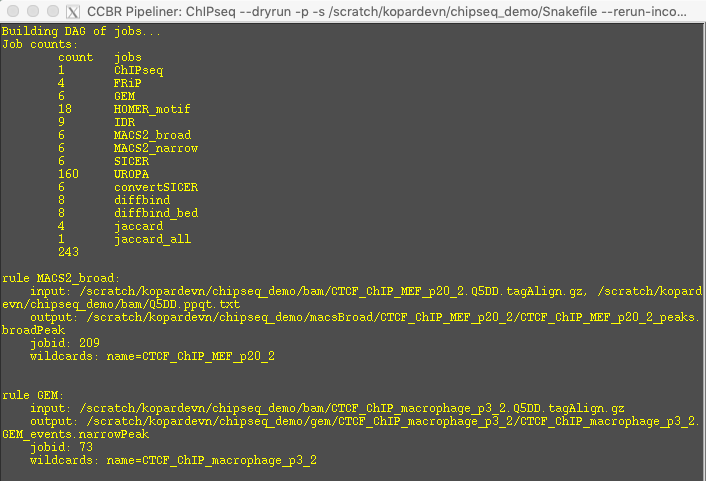 CCBR Pipeliner: ChIPseq --dryrun -p -s /scratch/kopardevn/chipseq_demo/Snakefile --rerun-inco...
Building DAG of jobs...
Job counts:
count jobs
1 ChIPseq
4 FRiP
6 GEM
18 HOMER_motif
9 IDR
6 MACS2_broad
6 MACS2_narrow
6 SICER
160 UROPA
6 convertSICER
8 diffbind
8 diffbind_bed
4 jaccard
1 jaccard_all
243
rule MACS2_broad:
input: /scratch/kopardevn/chipseq_demo/bam/CTCF_ChIP_MEF_p20_2.Q5DD.tagAlign.gz, /scratch/kopar
devn/chipseq_demo/bam/Q5DD.ppqt.txt
output: /scratch/kopardevn/chipseq_demo/macsBroad/CTCF_ChIP_MEF_p20_2/CTCF_ChIP_MEF_p20_2_peaks.
broadPeak
jobid: 209
wildcards: name=CTCF_ChIP_MEF_p20_2
rule GEM:
input: /scratch/kopardevn/chipseq_demo/bam/CTCF_ChIP_macrophage_p3_2.Q5DD.tagAlign.gz
output: /scratch/kopardevn/chipseq_demo/gem/CTCF_ChIP_macrophage_p3_2/CTCF_ChIP_macrophage_p3_2.
GEM_events.narrowPeak
jobid: 73
wildcards: name=CTCF_ChIP_macrophage_p3_2